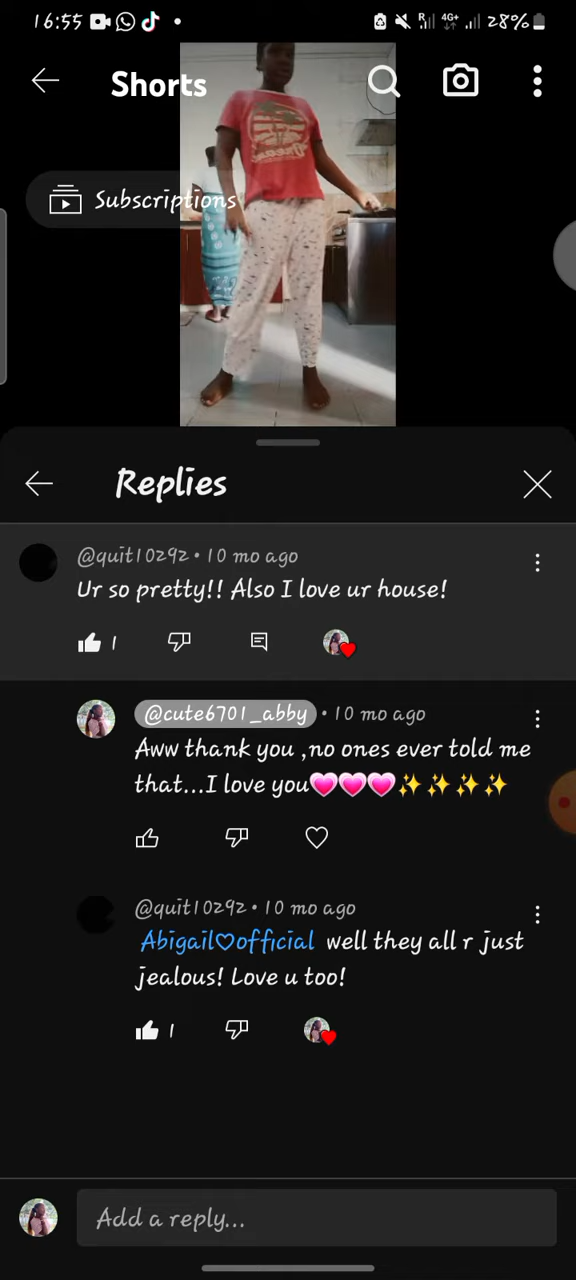 16:55 4G+ 28%
Shorts
Subscriptions
Replies
@quit10292 • 10 mo ago
Ur so pretty!! Also I love ur house!
1
@cute6701_abby • 10 mo ago
Aww thank you ,no ones ever told me
that...I love you💗💗💗✨✨✨✨
@quit10292 • 10 mo ago
Abigail♡official well they all r just
jealous! Love u too!
1
Add a reply...